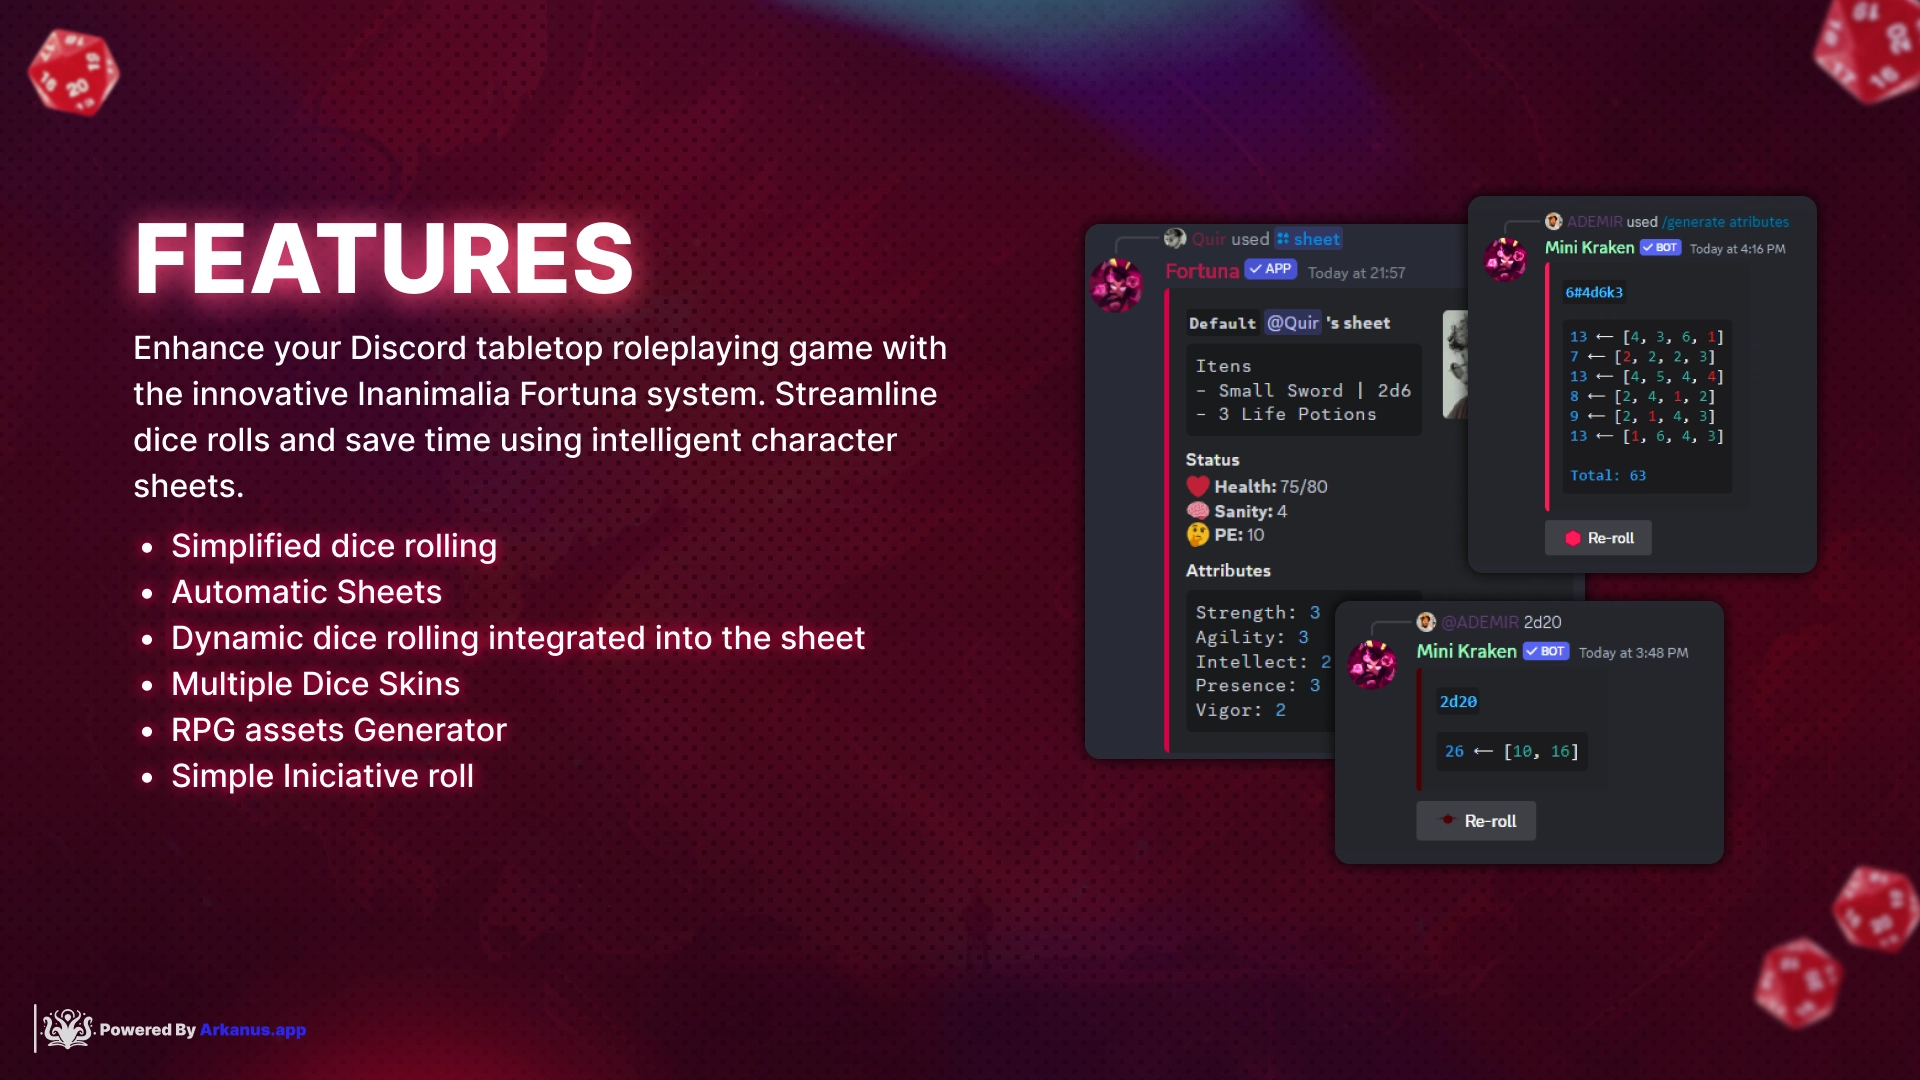 FEATURES
Enhance your Discord tabletop roleplaying game with
the innovative Inanimalia Fortuna system. Streamline
dice rolls and save time using intelligent character
sheets.
• Simplified dice rolling
• Automatic Sheets
• Dynamic dice rolling integrated into the sheet
• Multiple Dice Skins
• RPG assets Generator
• Simple Iniciative roll
Quir used sheet
Fortuna APP Today at 21:57
Default @Quir 's sheet
Itens
- Small Sword | 2d6
- 3 Life Potions
Status
Health: 75/80
Sanity: 4
PE: 10
Attributes
Strength: 3
Agility: 3
Intellect: 2
Presence: 3
Vigor: 2
ADEMIR used /generate atributes
Mini Kraken BOT Today at 4:16 PM
6#4d6k3
13 ⟵ [4, 3, 6, 1]
7 ⟵ [2, 2, 2, 3]
13 ⟵ [4, 5, 4, 4]
8 ⟵ [2, 4, 1, 2]
9 ⟵ [2, 1, 4, 3]
13 ⟵ [1, 6, 4, 3]
Total: 63
Re-roll
@ADEMIR 2d20
Mini Kraken BOT Today at 3:48 PM
2d20
26 ⟵ [10, 16]
Re-roll
Powered By Arkanus.app